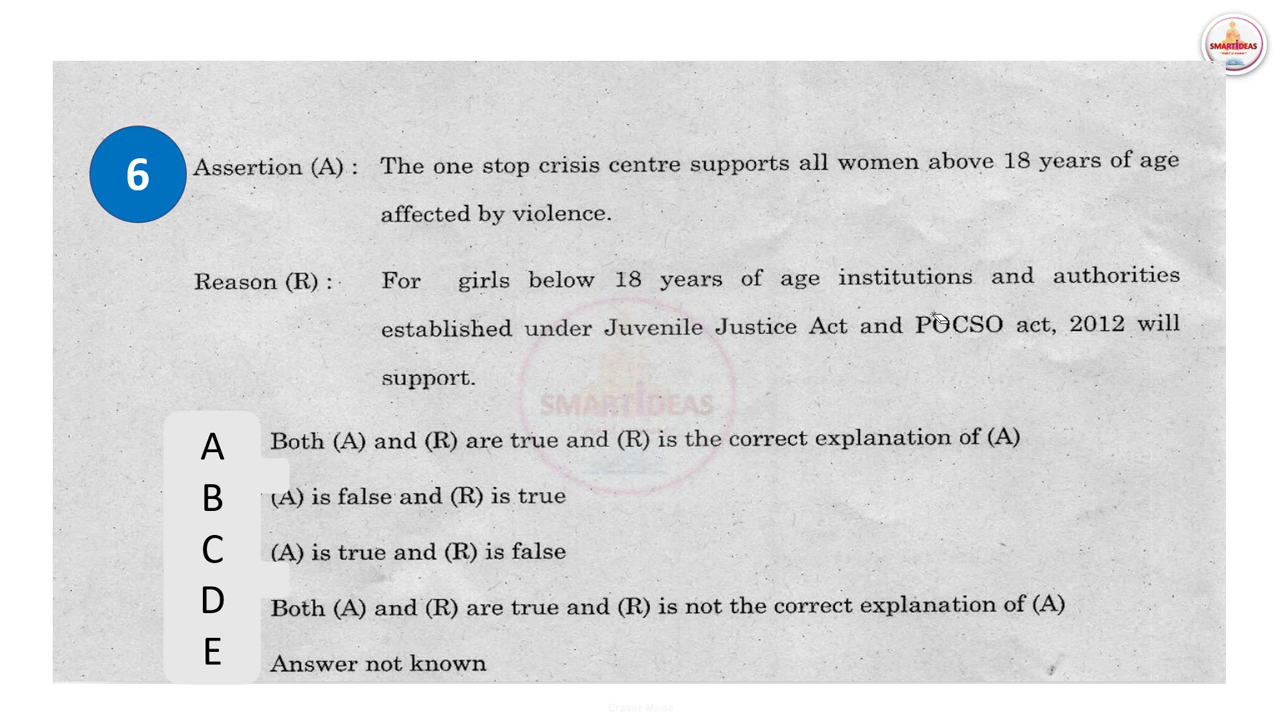 SMARTIDEAS
6
Assertion (A) : The one stop crisis centre supports all women above 18 years of age
affected by violence.
Reason (R) : For girls below 18 years of age institutions and authorities
established under Juvenile Justice Act and POCSO act, 2012 will
support.
SMARTIDEAS
A Both (A) and (R) are true and (R) is the correct explanation of (A)
B (A) is false and (R) is true
C (A) is true and (R) is false
D Both (A) and (R) are true and (R) is not the correct explanation of (A)
E Answer not known
Eraser Mode